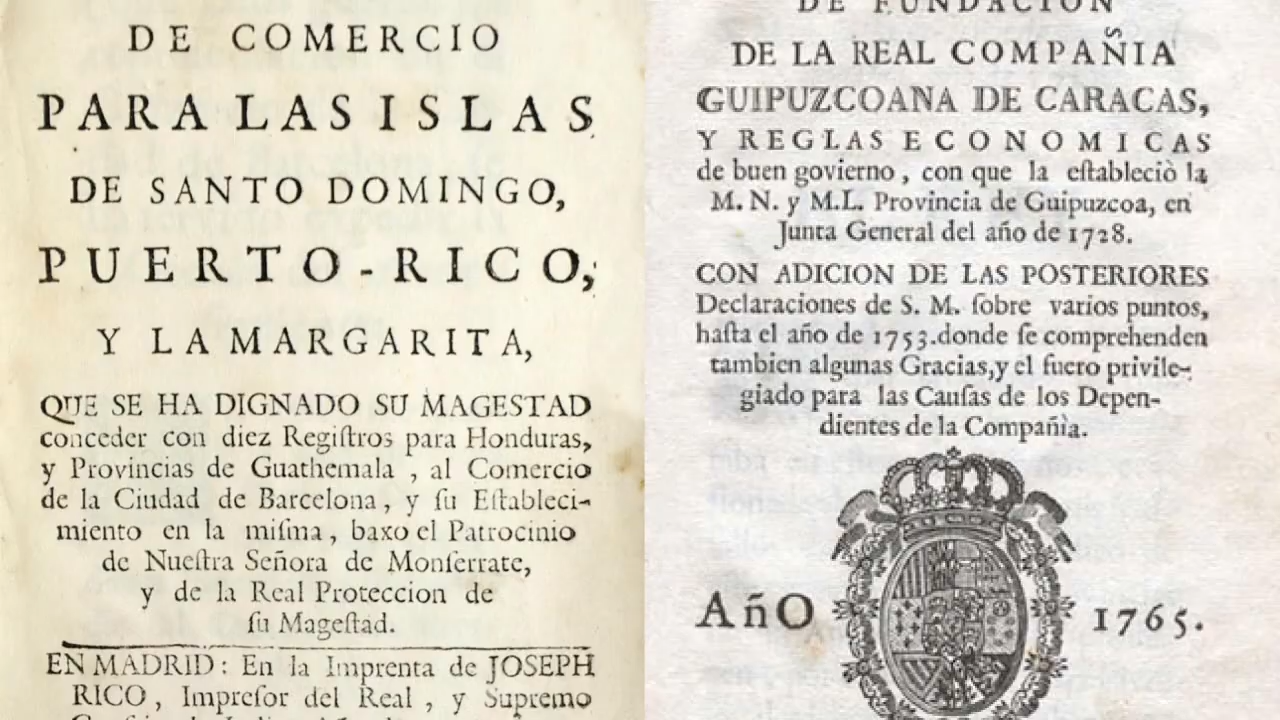 DE COMERCIO
PARA LAS ISLAS
DE SANTO DOMINGO,
PUERTO-RICO,
Y LA MARGARITA,
QUE SE HA DIGNADO SU MAGESTAD
conceder con diez Regiſtros para Honduras,
y Provincias de Guathemala , al Comercio
de la Ciudad de Barcelona , y ſu Eſtableci-
miento en la miſma , baxo el Patrocinio
de Nueſtra Señora de Monſerrate,
y de la Real Proteccion de
ſu Mageſtad.
EN MADRID : En la Imprenta de JOSEPH
RICO , Impreſor del Real , y Supremo
DE FUNDACION
DE LA REAL COMPAÑIA
GUIPUZCOANA DE CARACAS,
Y REGLAS ECONOMICAS
de buen govierno , con que la eſtableciò la
M. N. y M.L. Provincia de Guipuzcoa, en
Junta General del año de 1728.
CON ADICION DE LAS POSTERIORES
Declaraciones de S. M. ſobre varios puntos,
haſta el año de 1753.donde ſe comprehenden
tambien algunas Gracias,y el fuero privile-
giado para las Cauſas de los Depen-
dientes de la Compañìa.
AñO 1765.